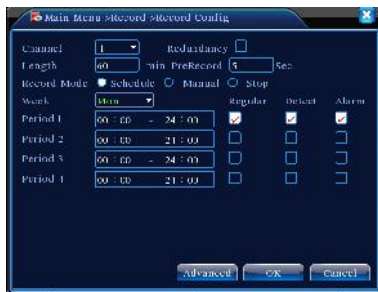 Main Menu >Record >Record Config
Channel 1 Redundancy
Length 60 min PreRecord 5 Sec.
Record Mode Schedule Manual Stop
Week Mon Regular Detect Alarm
Period 1 00 : 00 - 24 : 00
Period 2 00 : 00 - 24 : 00
Period 3 00 : 00 - 24 : 00
Period 4 00 : 00 - 24 : 00
Advanced OK Cancel